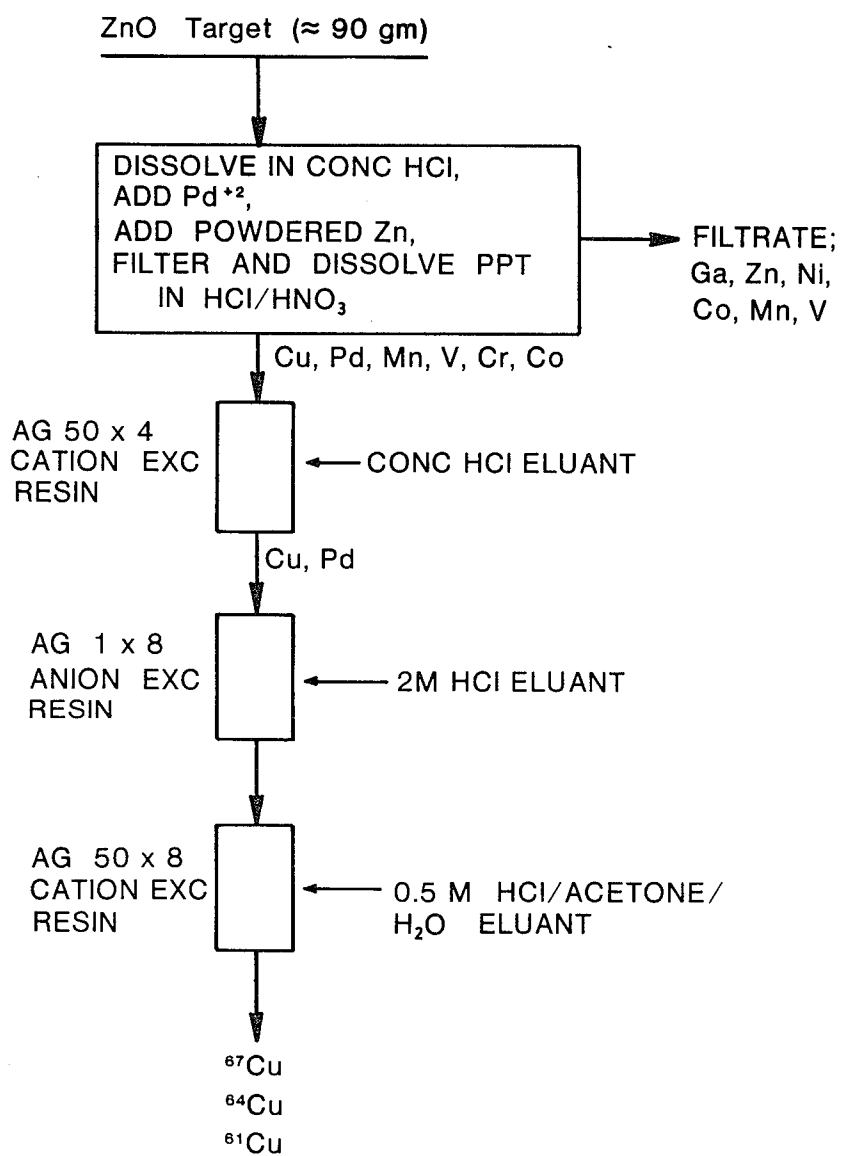 ZnO Target (≈ 90 gm)
DISSOLVE IN CONC HCl,
ADD Pd⁺²,
ADD POWDERED Zn,
FILTER AND DISSOLVE PPT
IN HCl/HNO₃
FILTRATE;
Ga, Zn, Ni,
Co, Mn, V
Cu, Pd, Mn, V, Cr, Co
AG 50 x 4
CATION EXC
RESIN
CONC HCl ELUANT
Cu, Pd
AG 1 x 8
ANION EXC
RESIN
2M HCl ELUANT
AG 50 x 8
CATION EXC
RESIN
0.5 M HCl/ACETONE/
H₂O ELUANT
⁶⁷Cu
⁶⁴Cu
⁶¹Cu